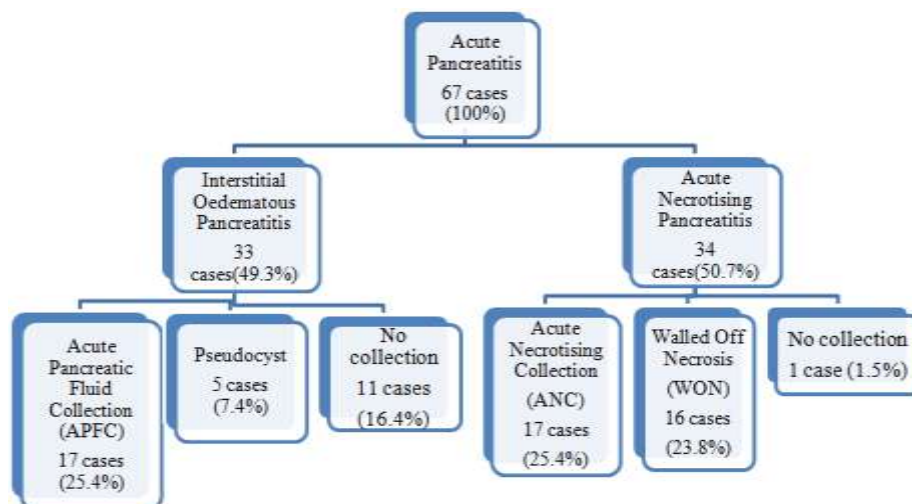 Acute
Pancreatitis
67 cases
(100%)
Interstitial
Oedematous
Pancreatitis
33
cases(49.3%)
Acute
Necrotising
Pancreatitis
34
cases(50.7%)
Acute
Pancreatic
Fluid
Collection
(APFC)
17 cases
(25.4%)
Pseudocyst
5 cases
(7.4%)
No
collection
11 cases
(16.4%)
Acute
Necrotising
Collection
(ANC)
17 cases
(25.4%)
Walled Off
Necrosis
(WON)
16 cases
(23.8%)
No collection
1 case (1.5%)